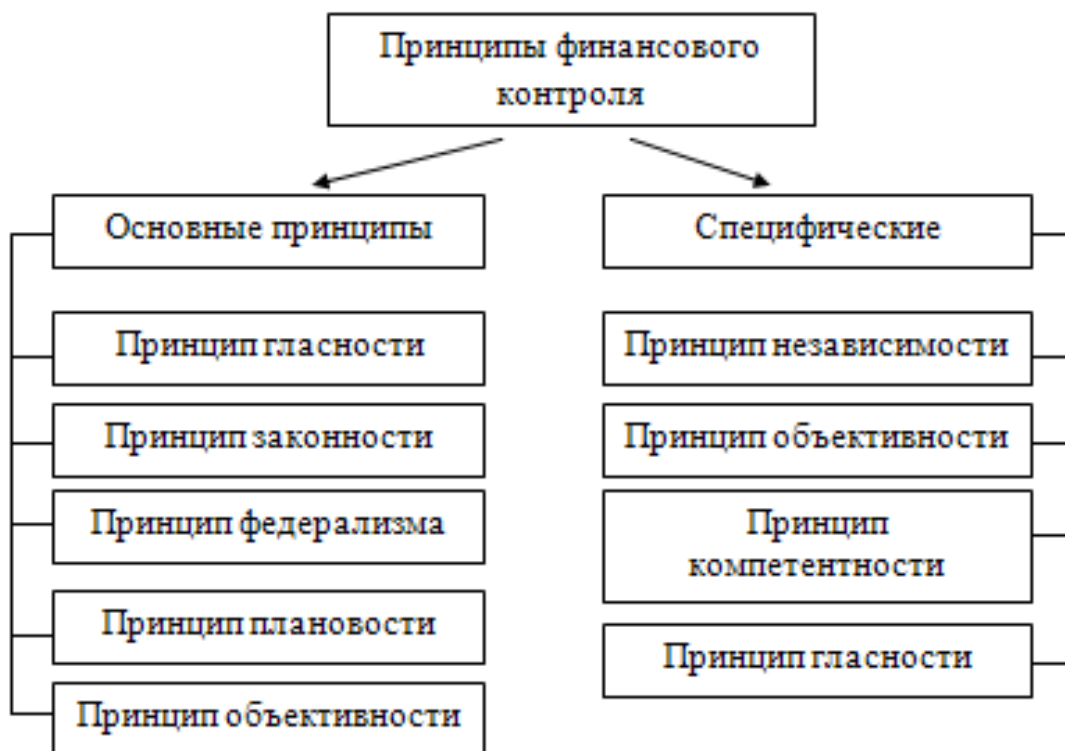 Принципы финансового
контроля
Основные принципы
Принцип гласности
Принцип законности
Принцип федерализма
Принцип плановости
Принцип объективности
Специфические
Принцип независимости
Принцип объективности
Принцип
компетентности
Принцип гласности